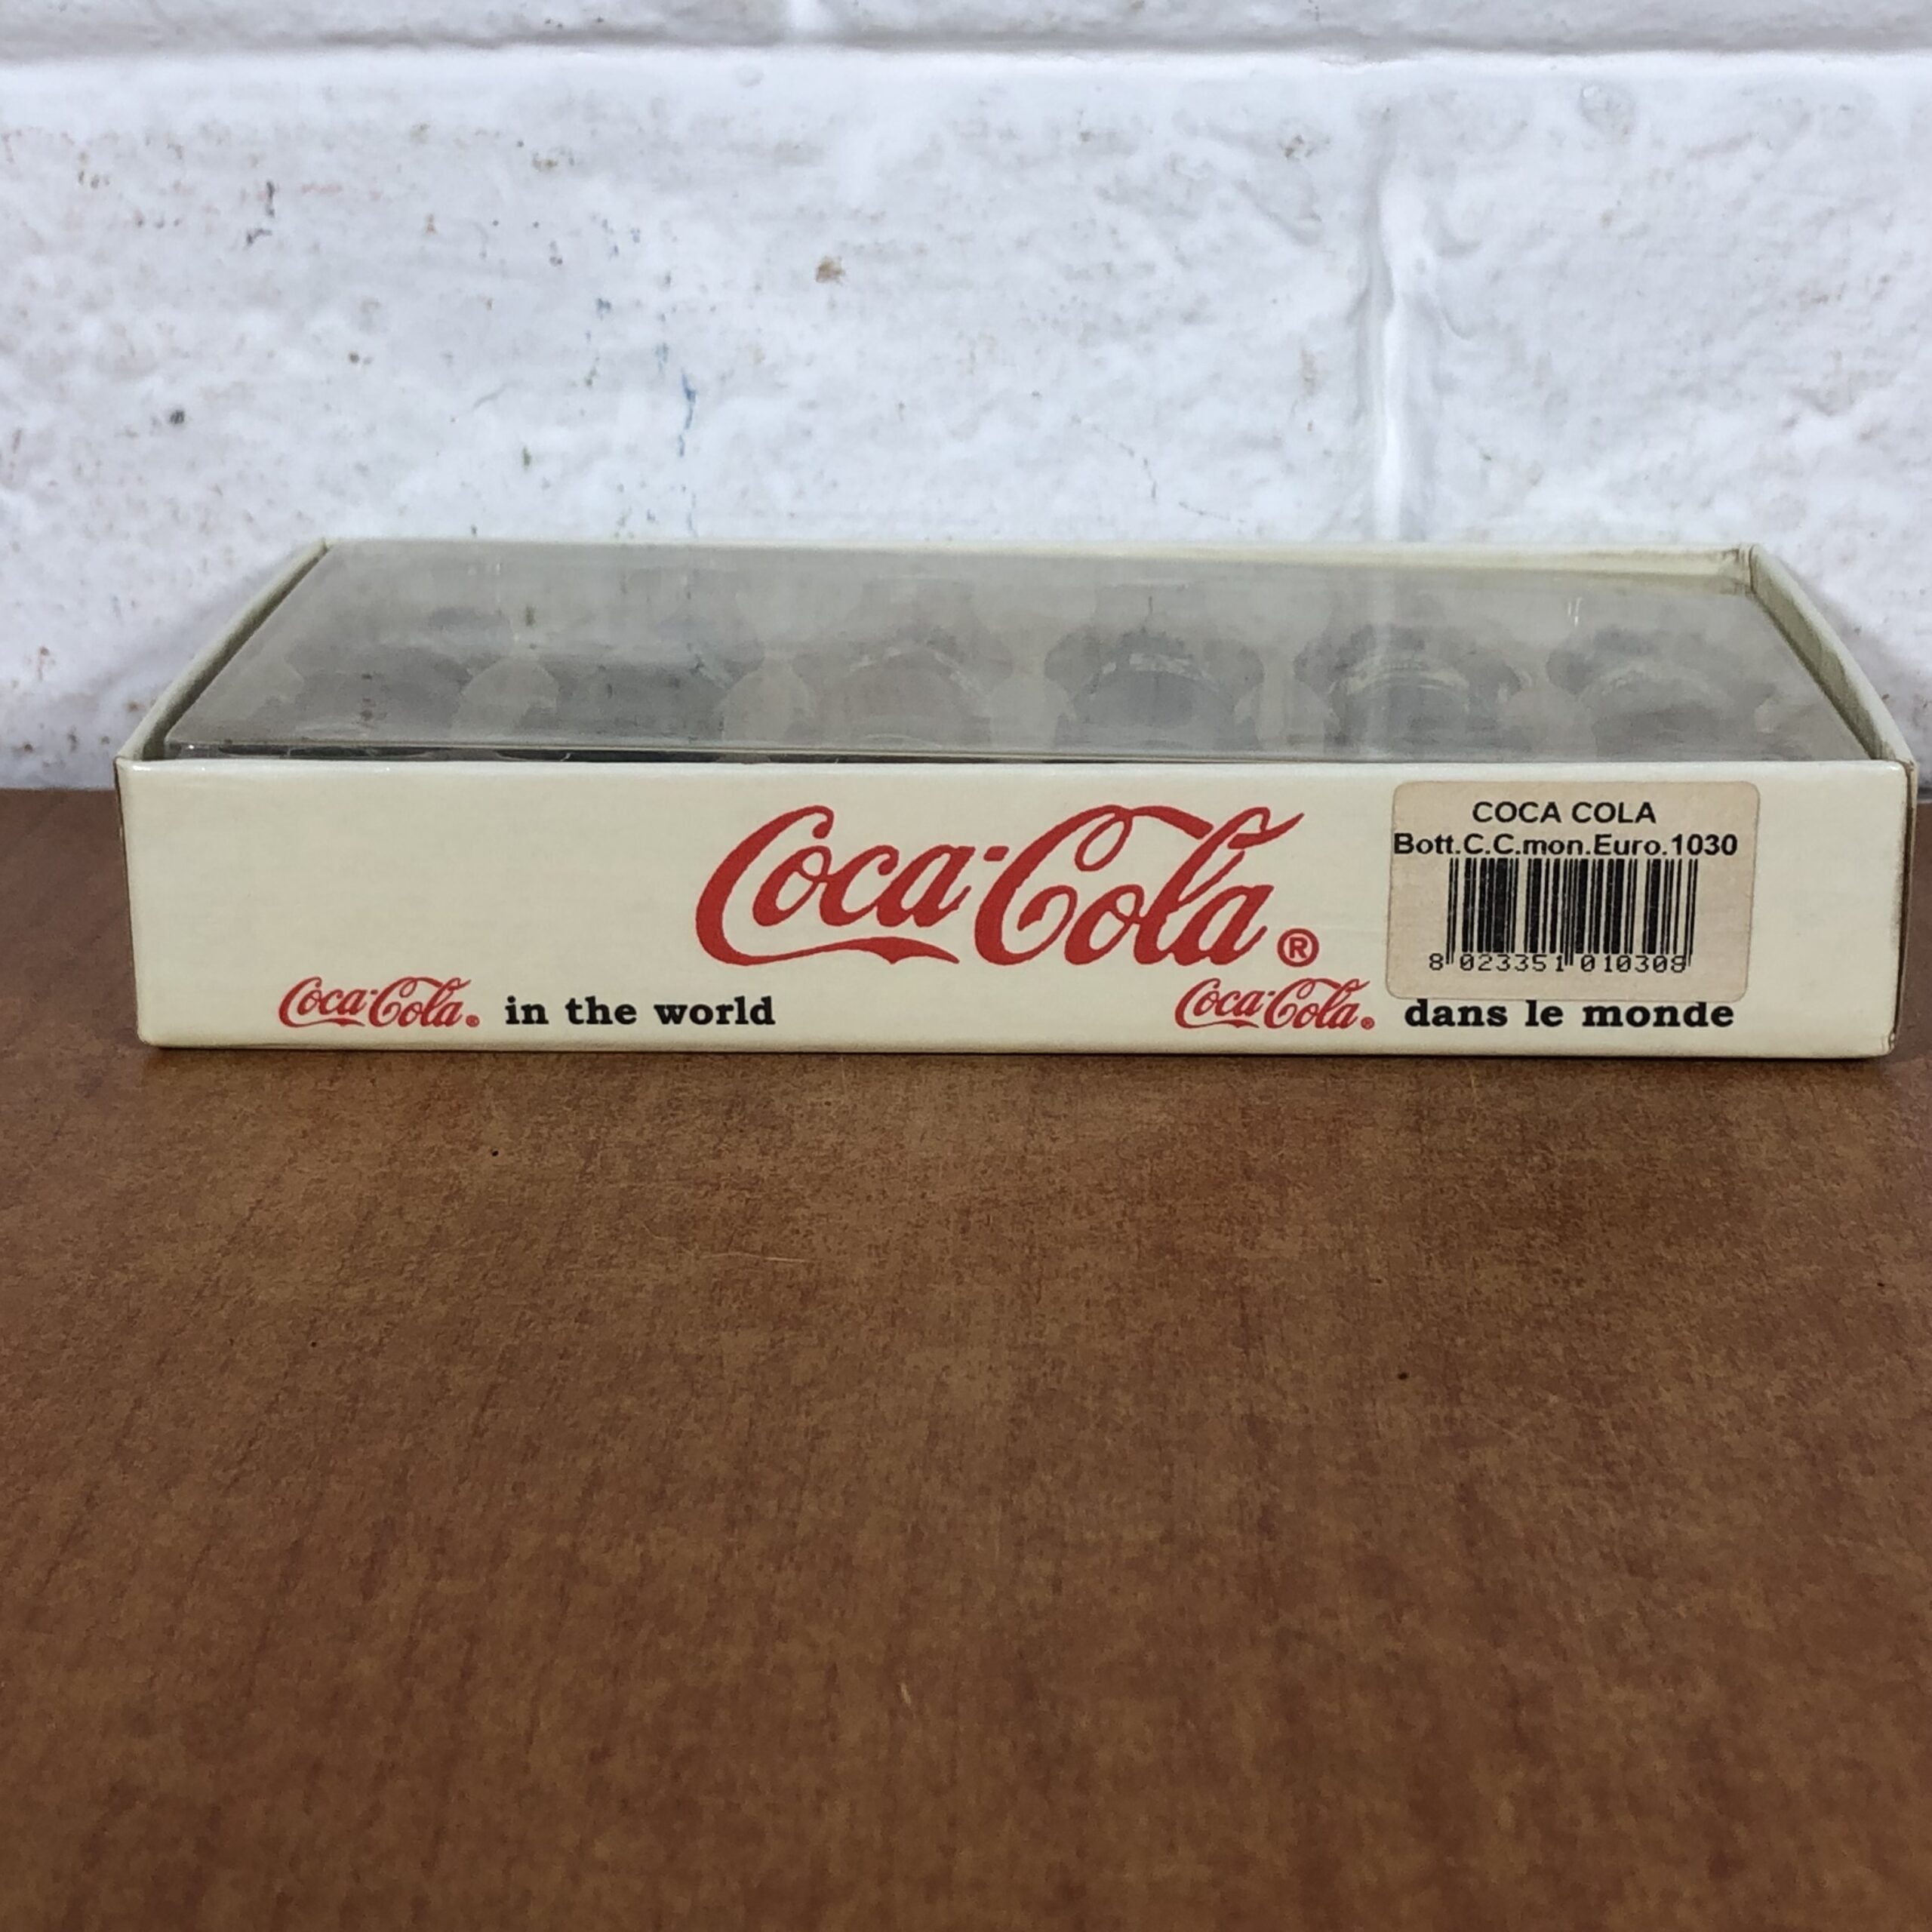 Coca-Cola®
COCA COLA
Bott.C.C.mon.Euro.1030
8 023351 010308
Coca-Cola® in the world
Coca-Cola® dans le monde